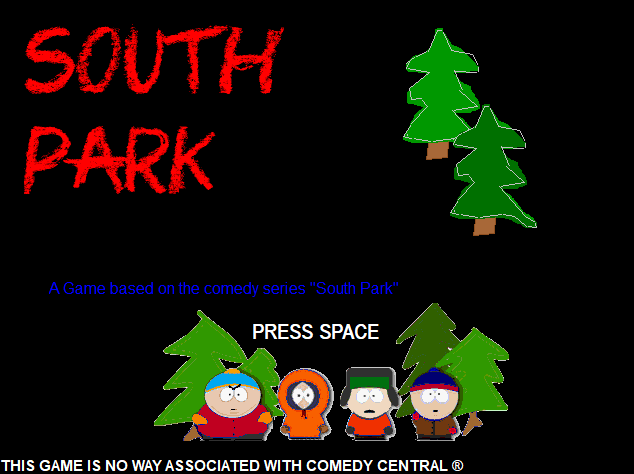 SOUTH
PARK
A Game based on the comedy series "South Park"
PRESS SPACE
THIS GAME IS NO WAY ASSOCIATED WITH COMEDY CENTRAL ®